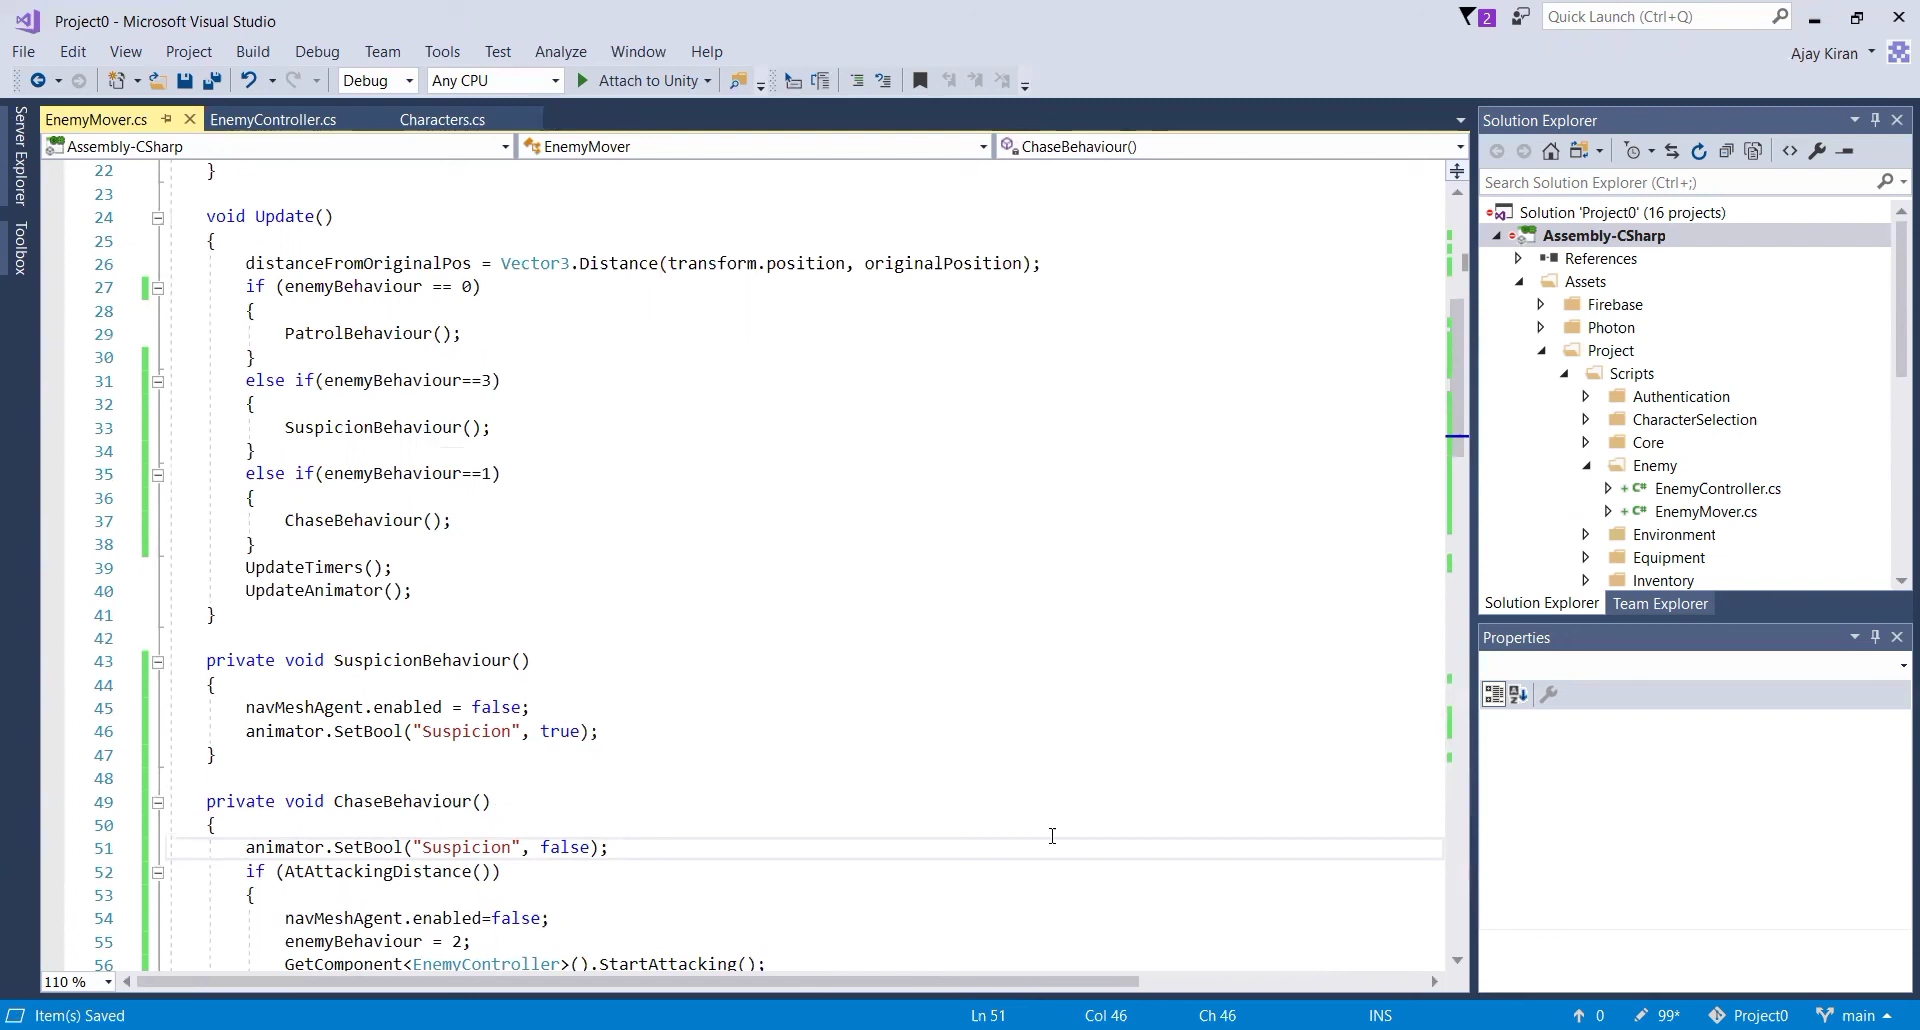 Project0 - Microsoft Visual Studio
2
Quick Launch (Ctrl+Q)
File Edit View Project Build Debug Team Tools Test Analyze Window Help
Ajay Kiran
Debug Any CPU Attach to Unity
Server Explorer
Toolbox
EnemyMover.cs EnemyController.cs Characters.cs
Assembly-CSharp EnemyMover ChaseBehaviour()
22 }
23
24 void Update()
25 {
26 distanceFromOriginalPos = Vector3.Distance(transform.position, originalPosition);
27 if (enemyBehaviour == 0)
28 {
29 PatrolBehaviour();
30 }
31 else if(enemyBehaviour==3)
32 {
33 SuspicionBehaviour();
34 }
35 else if(enemyBehaviour==1)
36 {
37 ChaseBehaviour();
38 }
39 UpdateTimers();
40 UpdateAnimator();
41 }
42
43 private void SuspicionBehaviour()
44 {
45 navMeshAgent.enabled = false;
46 animator.SetBool("Suspicion", true);
47 }
48
49 private void ChaseBehaviour()
50 {
51 animator.SetBool("Suspicion", false);
52 if (AtAttackingDistance())
53 {
54 navMeshAgent.enabled=false;
55 enemyBehaviour = 2;
56 GetComponent<EnemyController>().StartAttacking();
110 %
Solution Explorer
Search Solution Explorer (Ctrl+;)
Solution 'Project0' (16 projects)
Assembly-CSharp
References
Assets
Firebase
Photon
Project
Scripts
Authentication
CharacterSelection
Core
Enemy
C# EnemyController.cs
C# EnemyMover.cs
Environment
Equipment
Inventory
Solution Explorer Team Explorer
Properties
Item(s) Saved Ln 51 Col 46 Ch 46 INS 0 99* Project0 main